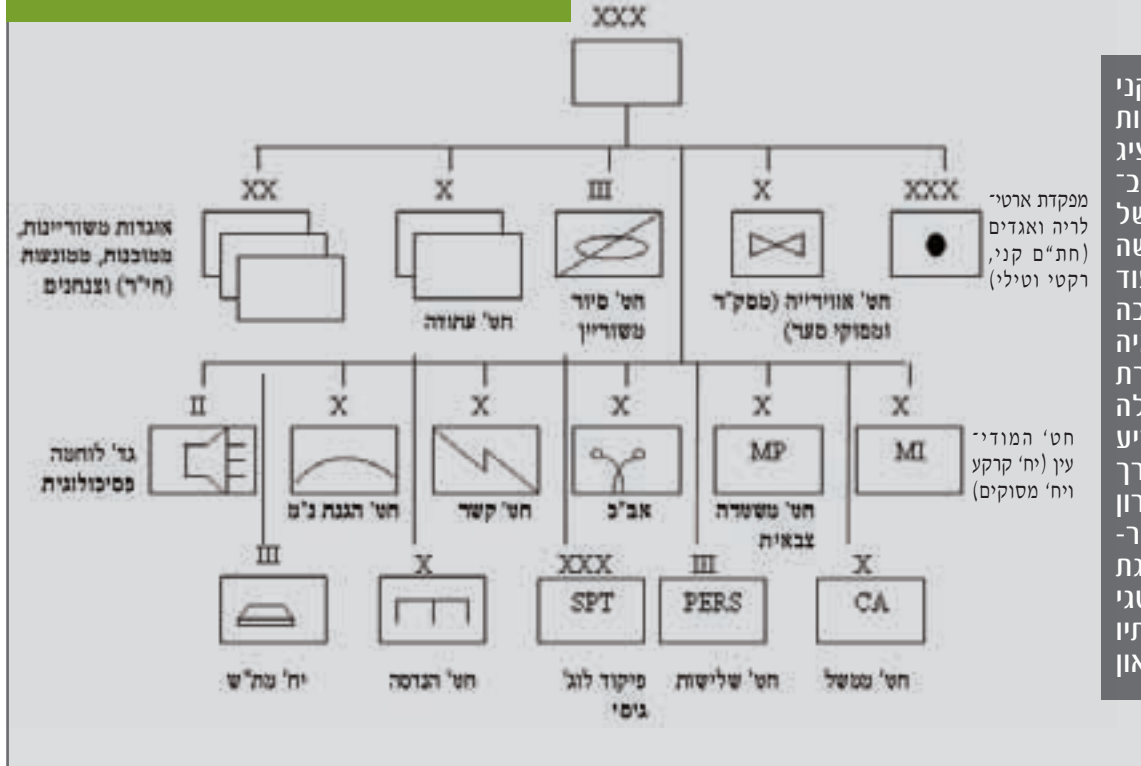 XXX
XX
X
III
X
XXX
אוגדות משוריינות,
ממוכנות, ממונעות
(חי"ר) וצנחנים
חט' עתודה
חט' סיור
משוריין
חט' אווירייה (מסק"ר
ומסוקי סער)
מפקדת ארטי־
לריה ואגדים
(חת"ם קני,
רקטי וטילי)
II
X
X
X
X
X
MP
MI
גד' לוחמה
פסיכולוגית
חט' הגנת נ"מ
חט' קשר
אב"כ
חט' משטרה
צבאית
חט' המודי־
עין (יח' קרקע
ויח' מסוקים)
III
X
XXX
III
X
SPT
PERS
CA
יח' מת"ש
חט' הנדסה
פיקוד לוג'
גיסי
חט' שלישות
חט' ממשל